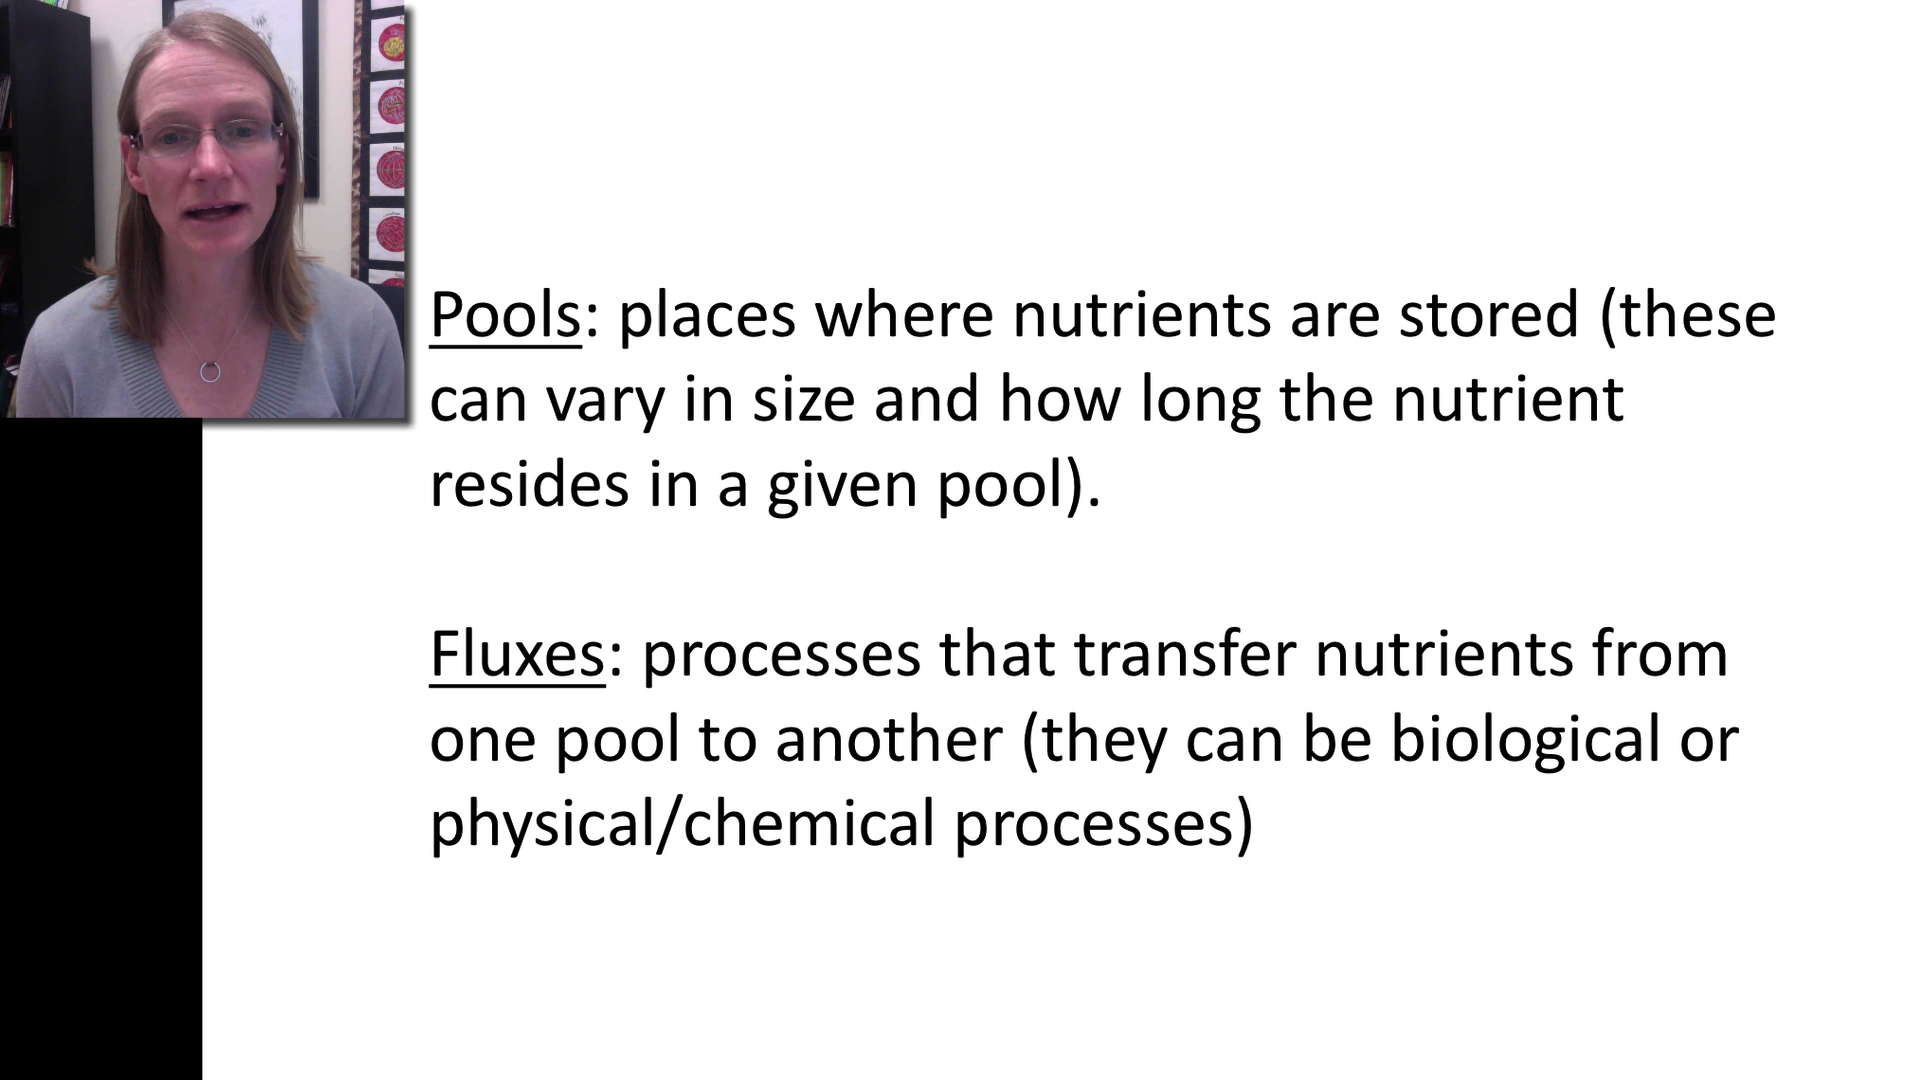 Pools: places where nutrients are stored (these
can vary in size and how long the nutrient
resides in a given pool).
Fluxes: processes that transfer nutrients from
one pool to another (they can be biological or
physical/chemical processes)